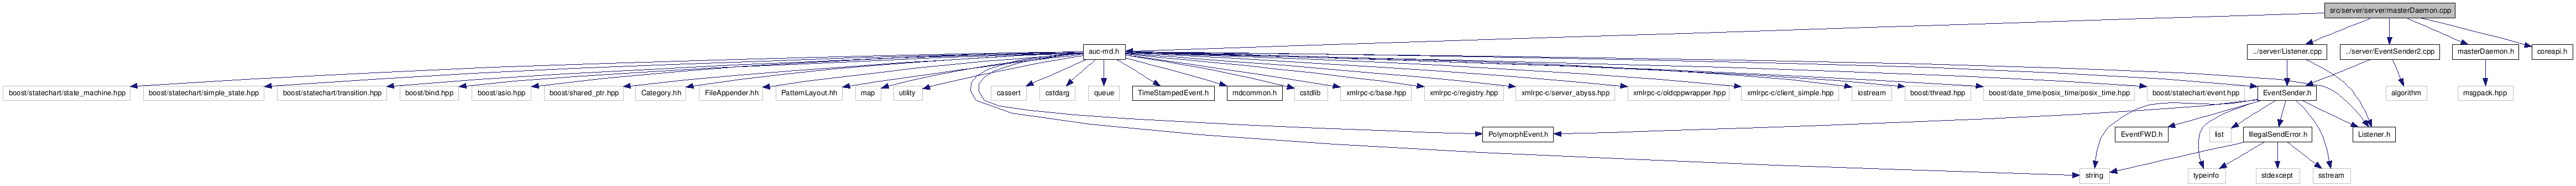 src/server/server/masterDaemon.cpp
auc-md.h
../server/Listener.cpp
../server/EventSender2.cpp
masterDaemon.h
coreapi.h
boost/statechart/state_machine.hpp
boost/statechart/simple_state.hpp
boost/statechart/transition.hpp
boost/bind.hpp
boost/asio.hpp
boost/shared_ptr.hpp
Category.hh
FileAppender.hh
PatternLayout.hh
map
utility
cassert
cstdarg
queue
TimeStampedEvent.h
mdcommon.h
cstdlib
xmlrpc-c/base.hpp
xmlrpc-c/registry.hpp
xmlrpc-c/server_abyss.hpp
xmlrpc-c/oldcppwrapper.hpp
xmlrpc-c/client_simple.hpp
iostream
boost/thread.hpp
boost/date_time/posix_time/posix_time.hpp
boost/statechart/event.hpp
EventSender.h
algorithm
msgpack.hpp
PolymorphEvent.h
EventFWD.h
list
IllegalSendError.h
Listener.h
string
typeinfo
stdexcept
sstream